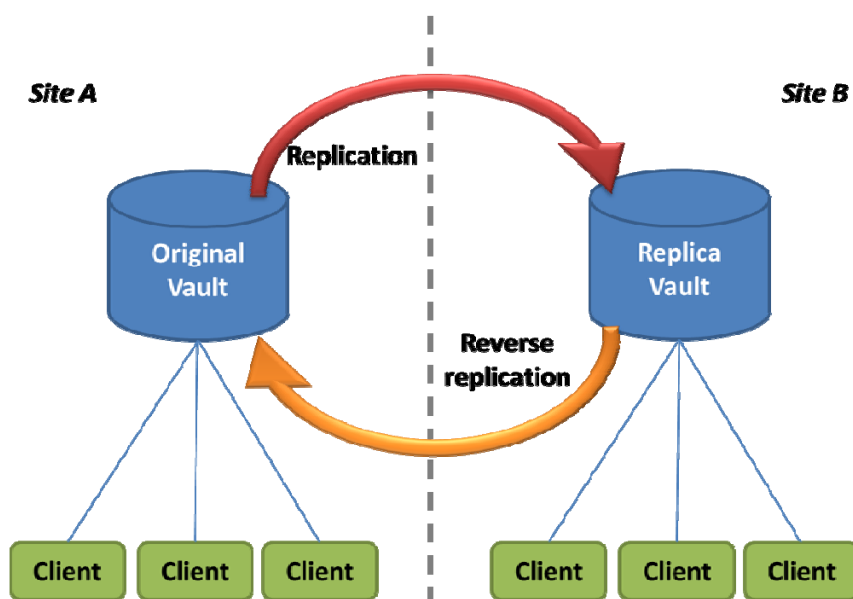 Site A
Site B
Replication
Original
Vault
Replica
Vault
Reverse
replication
Client
Client
Client
Client
Client
Client